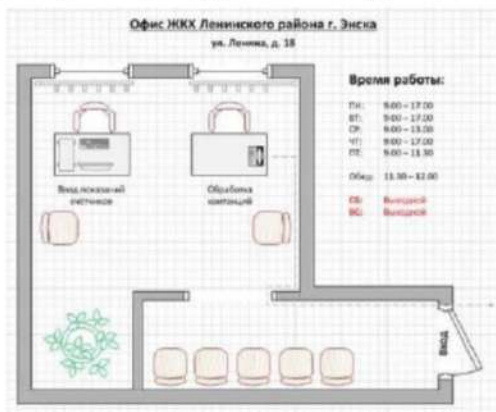 Офис ЖКХ Ленинского района г. Энска
ул. Ленина, д. 18
Время работы:
ПН: 9.00 – 17.00
ВТ: 9.00 – 17.00
СР: 9.00 – 13.00
ЧТ: 9.00 – 17.00
ПТ: 9.00 – 11.30
Обед: 11.30 – 12.00
СБ: Выходной
ВС: Выходной
Ввод показаний
счетчиков
Обработка
квитанций
Вход